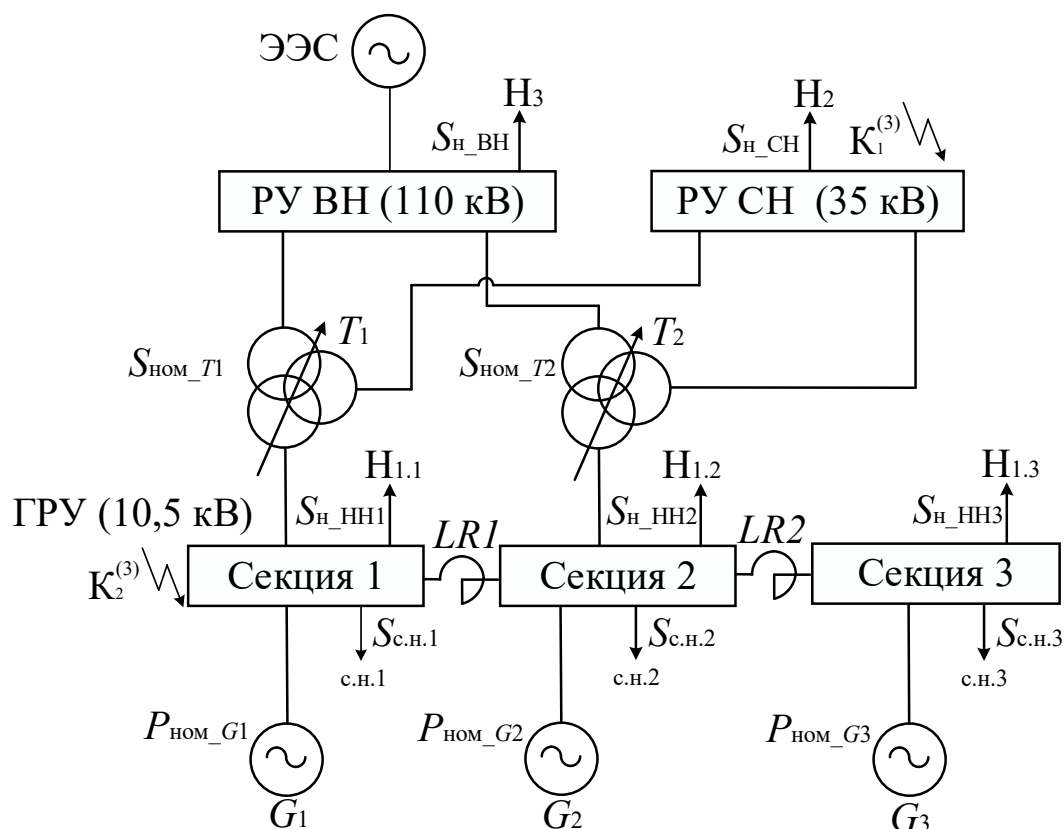 ЭЭС
Н3
Sн_ВН
Н2
Sн_СН
К1(3)
РУ ВН (110 кВ)
РУ СН (35 кВ)
T1
Sном_T1
T2
Sном_T2
ГРУ (10,5 кВ)
Н1.1
Sн_НН1
Н1.2
Sн_НН2
Н1.3
Sн_НН3
LR1
LR2
К2(3)
Секция 1
Секция 2
Секция 3
Sс.н.1
с.н.1
Sс.н.2
с.н.2
Sс.н.3
с.н.3
Pном_G1
Pном_G2
Pном_G3
G1
G2
G3